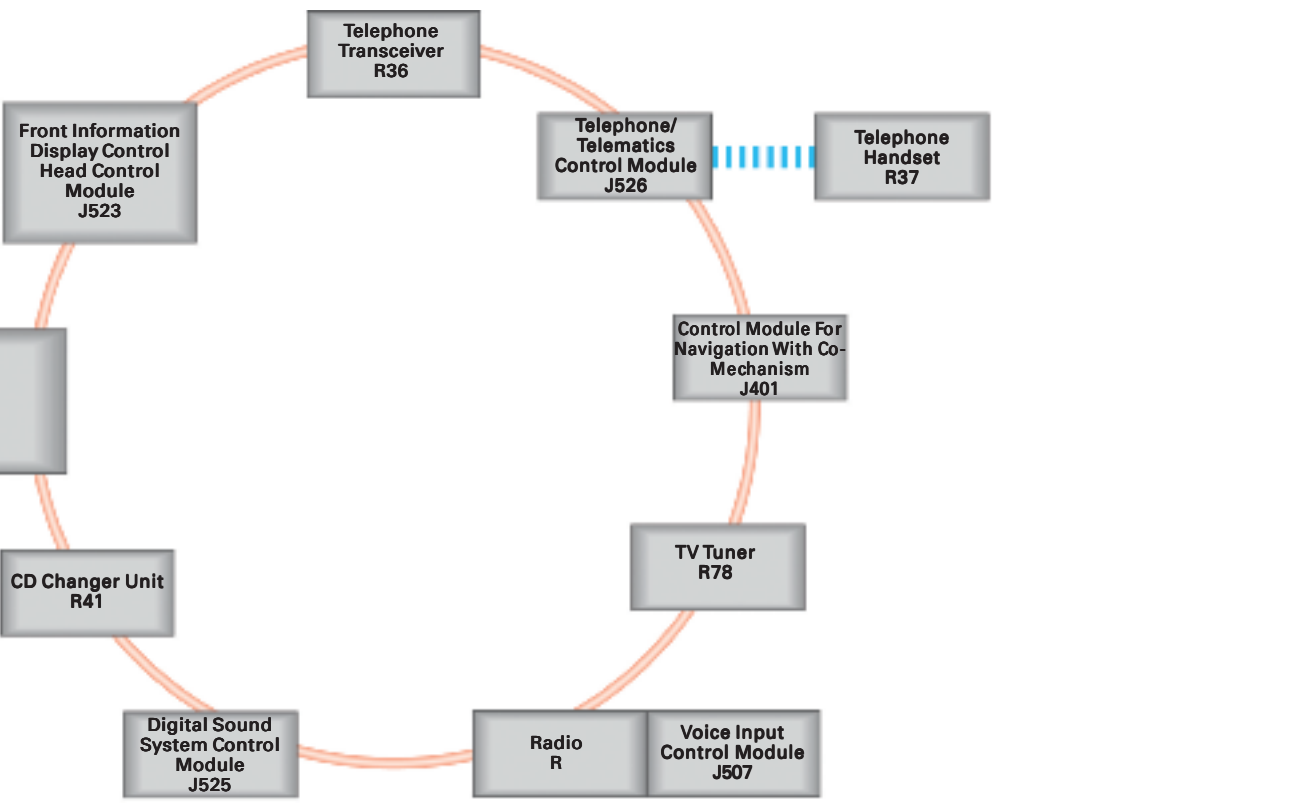 Telephone
Transceiver
R36
Front Information
Display Control
Head Control
Module
J523
Telephone/
Telematics
Control Module
J526
Telephone
Handset
R37
Control Module For
Navigation With Co-
Mechanism
J401
TV Tuner
R78
CD Changer Unit
R41
Digital Sound
System Control
Module
J525
Radio
R
Voice Input
Control Module
J507